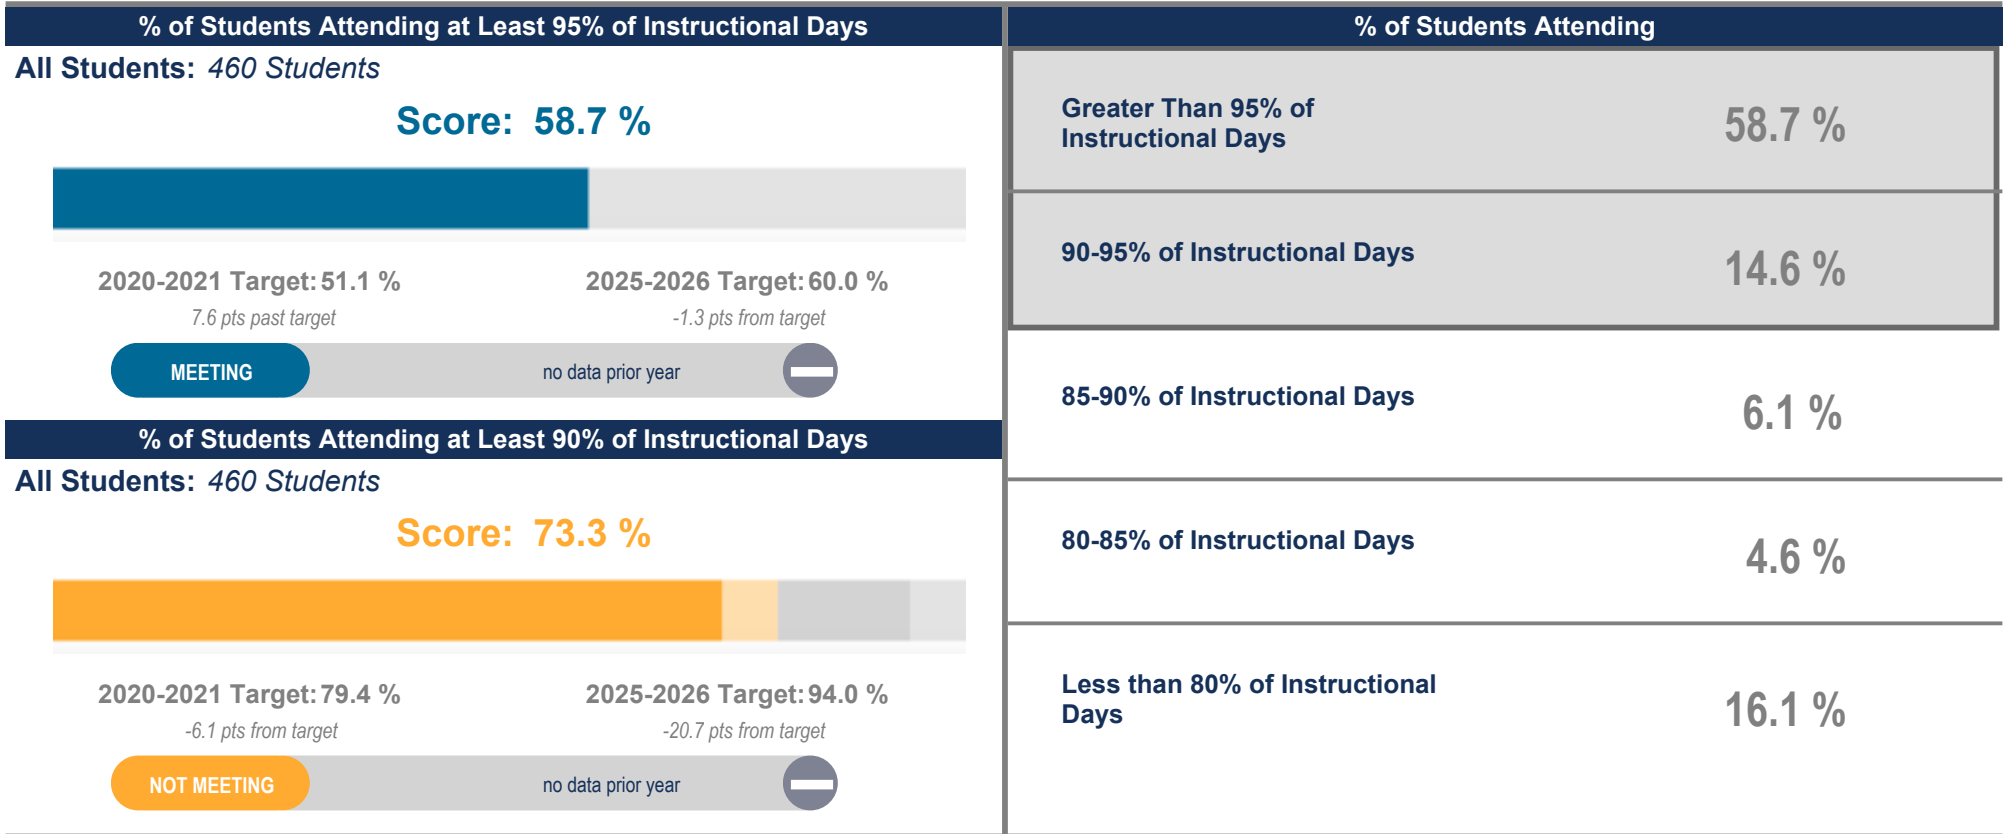 % of Students Attending at Least 95% of Instructional Days
All Students: 460 Students
Score: 58.7 %
2020-2021 Target: 51.1 %
7.6 pts past target
2025-2026 Target: 60.0 %
-1.3 pts from target
MEETING
no data prior year
% of Students Attending at Least 90% of Instructional Days
All Students: 460 Students
Score: 73.3 %
2020-2021 Target: 79.4 %
-6.1 pts from target
2025-2026 Target: 94.0 %
-20.7 pts from target
NOT MEETING
no data prior year
% of Students Attending
Greater Than 95% of
Instructional Days
58.7 %
90-95% of Instructional Days
14.6 %
85-90% of Instructional Days
6.1 %
80-85% of Instructional Days
4.6 %
Less than 80% of Instructional
Days
16.1 %